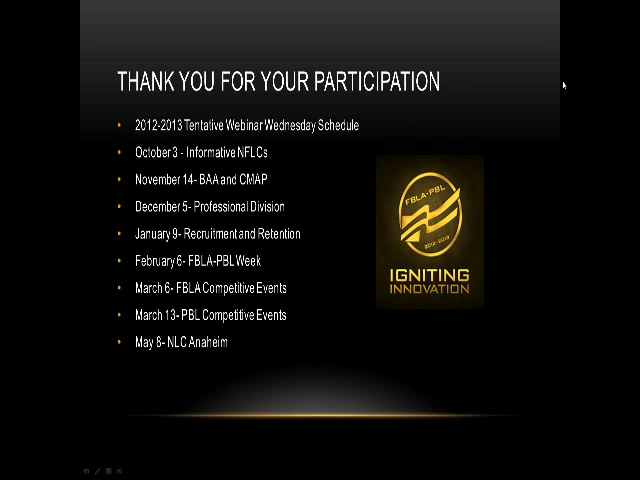 THANK YOU FOR YOUR PARTICIPATION
2012-2013 Tentative Webinar Wednesday Schedule
October 3 - Informative NFLCs
November 14- BAA and CMAP
December 5- Professional Division
January 9- Recruitment and Retention
February 6- FBLA-PBL Week
March 6- FBLA Competitive Events
March 13- PBL Competitive Events
May 8- NLC Anaheim
FBLA-PBL
2012-2013
IGNITING
INNOVATION